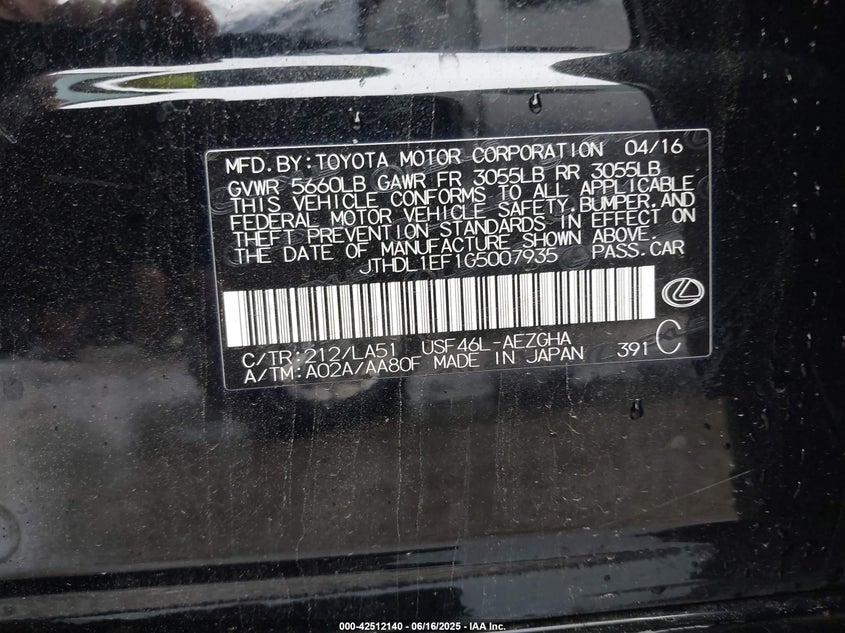 MFD.BY:TOYOTA MOTOR CORPORATION 04/16
GVWR 5660LB GAWR FR 3055LB RR 3055LB
THIS VEHICLE CONFORMS TO ALL APPLICABLE
FEDERAL MOTOR VEHICLE SAFETY,BUMPER,AND
THEFT PREVENTION STANDARDS IN EFFECT ON
THE DATE OF MANUFACTURE SHOWN ABOVE.
JTHDL1EF1G5007935 PASS.CAR
C/TR:212/LA51 USF46L-AEZGHA
A/TM:A02A/AA80F MADE IN JAPAN 391 C
000-42512140 - 06/16/2025 - IAA Inc.